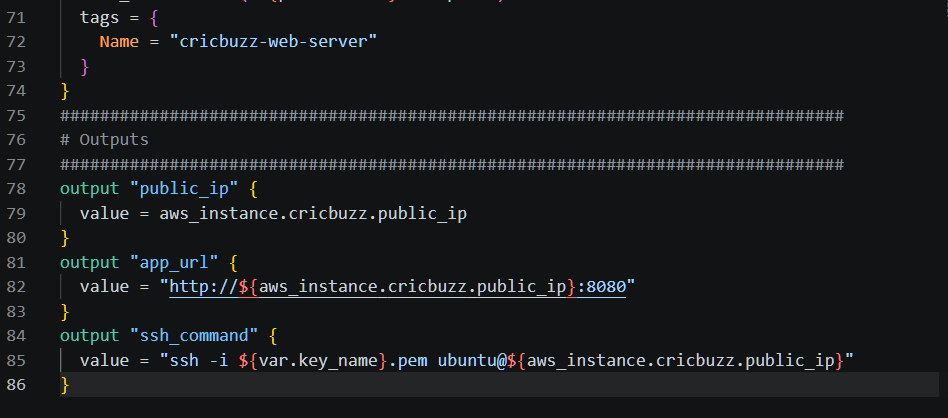 71 tags = {
72 Name = "cricbuzz-web-server"
73 }
74 }
75 ################################################################################
76 # Outputs
77 ################################################################################
78 output "public_ip" {
79 value = aws_instance.cricbuzz.public_ip
80 }
81 output "app_url" {
82 value = "http://${aws_instance.cricbuzz.public_ip}:8080"
83 }
84 output "ssh_command" {
85 value = "ssh -i ${var.key_name}.pem ubuntu@${aws_instance.cricbuzz.public_ip}"
86 }